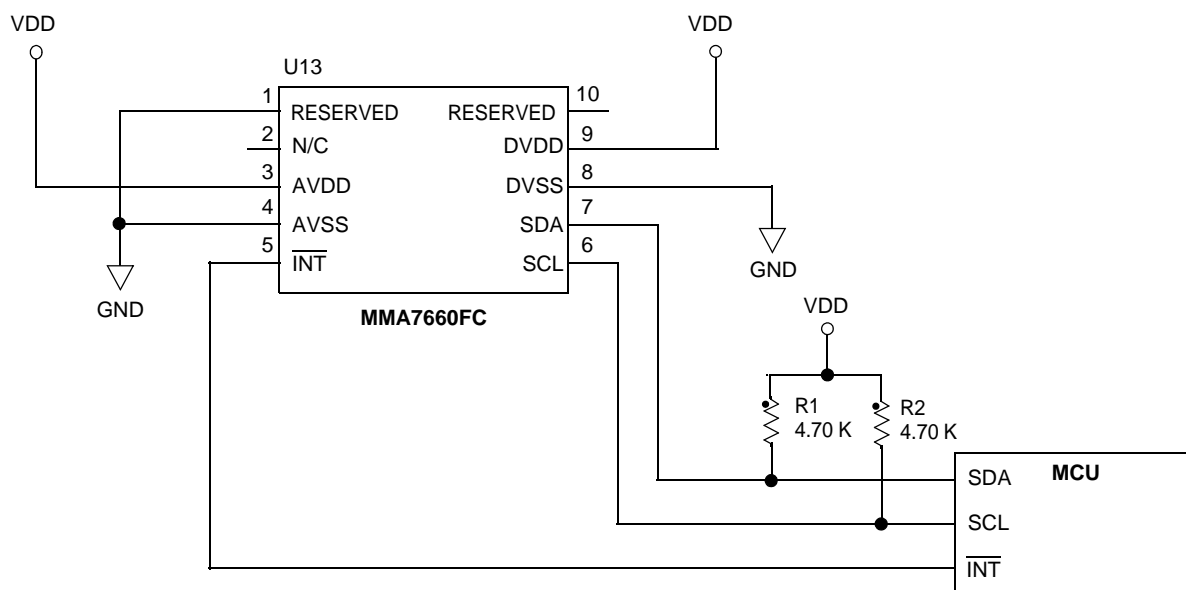 VDD
VDD
U13
1
RESERVED
RESERVED
10
2
N/C
DVDD
9
3
AVDD
DVSS
8
4
AVSS
SDA
7
5
INT
SCL
6
GND
GND
MMA7660FC
VDD
R1
4.70 K
R2
4.70 K
MCU
SDA
SCL
INT